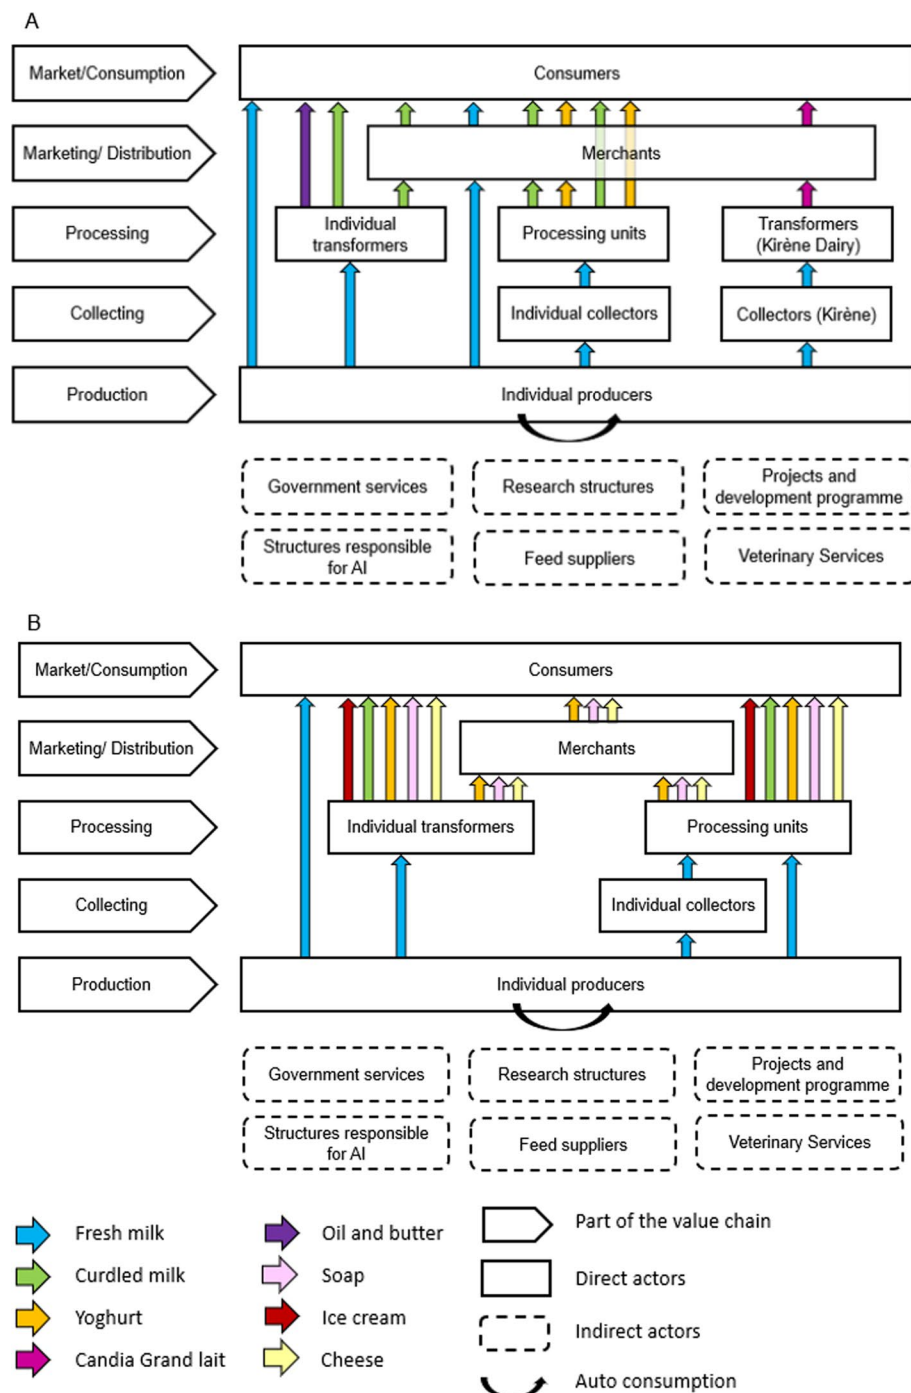 A
Market/Consumption
Consumers
Marketing/ Distribution
Merchants
Processing
Individual
transformers
Processing units
Transformers
(Kirène Dairy)
Collecting
Individual collectors
Collectors (Kirène)
Production
Individual producers
Government services
Research structures
Projects and
development programme
Structures responsible
for AI
Feed suppliers
Veterinary Services
B
Market/Consumption
Consumers
Marketing/ Distribution
Merchants
Processing
Individual transformers
Processing units
Collecting
Individual collectors
Production
Individual producers
Government services
Research structures
Projects and
development programme
Structures responsible
for AI
Feed suppliers
Veterinary Services
Fresh milk
Oil and butter
Part of the value chain
Curdled milk
Soap
Direct actors
Yoghurt
Ice cream
Indirect actors
Candia Grand lait
Cheese
Auto consumption